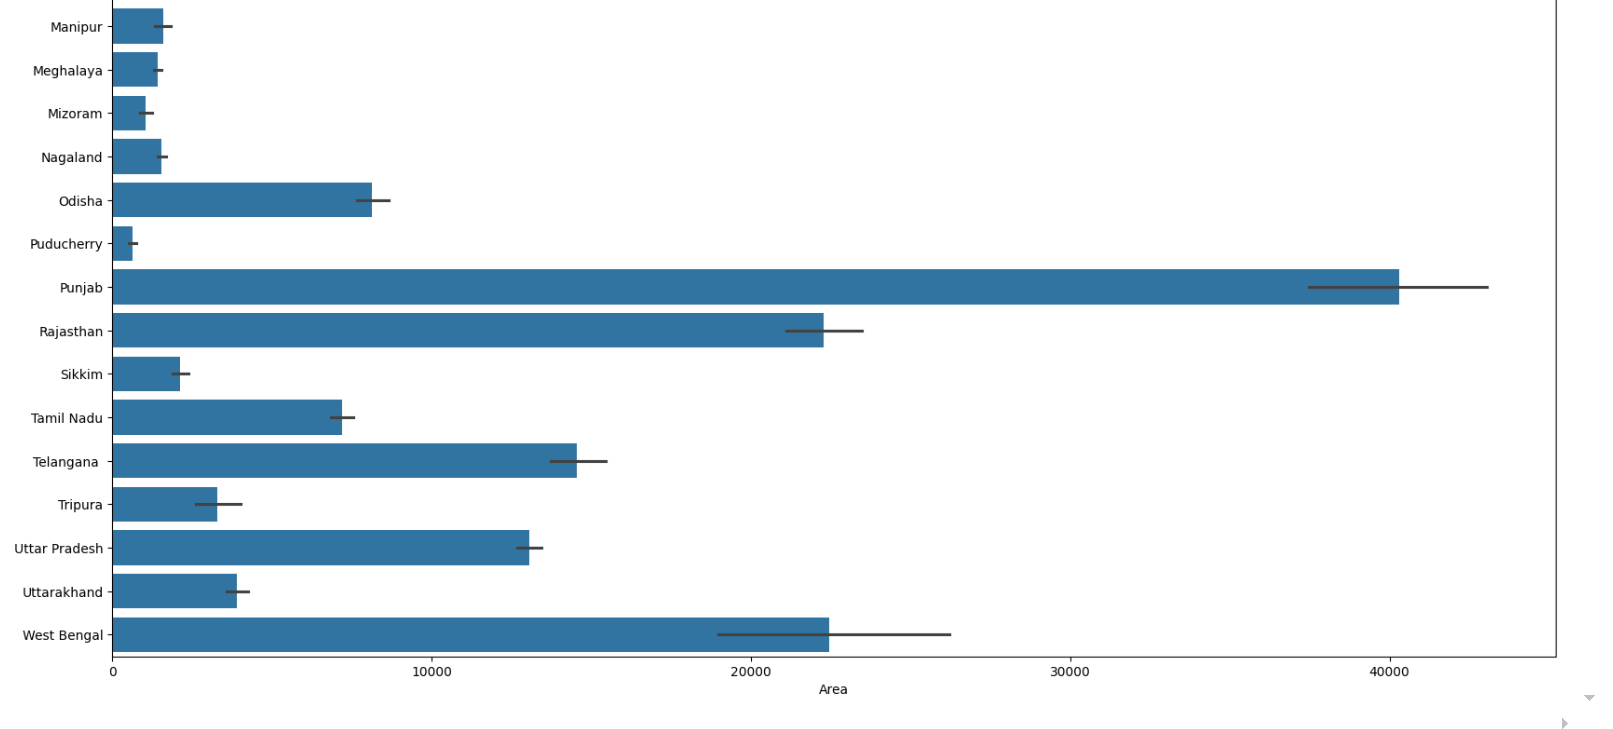 Manipur
Meghalaya
Mizoram
Nagaland
Odisha
Puducherry
Punjab
Rajasthan
Sikkim
Tamil Nadu
Telangana
Tripura
Uttar Pradesh
Uttarakhand
West Bengal
0 10000 20000 30000 40000
Area